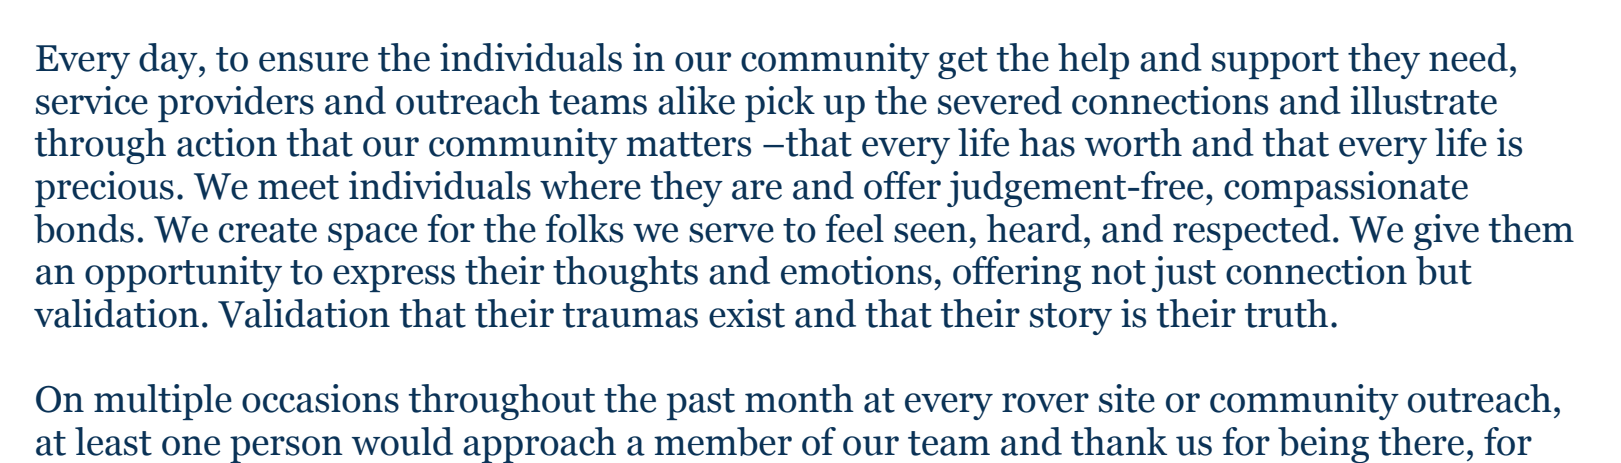 Every day, to ensure the individuals in our community get the help and support they need,
service providers and outreach teams alike pick up the severed connections and illustrate
through action that our community matters –that every life has worth and that every life is
precious. We meet individuals where they are and offer judgement-free, compassionate
bonds. We create space for the folks we serve to feel seen, heard, and respected. We give them
an opportunity to express their thoughts and emotions, offering not just connection but
validation. Validation that their traumas exist and that their story is their truth.
On multiple occasions throughout the past month at every rover site or community outreach,
at least one person would approach a member of our team and thank us for being there, for